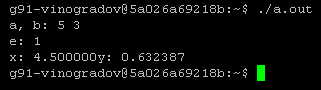 g91-vinogradov@5a026a69218b:~$ ./a.out
a, b: 5 3
e: 1
x: 4.500000y: 0.632387
g91-vinogradov@5a026a69218b:~$